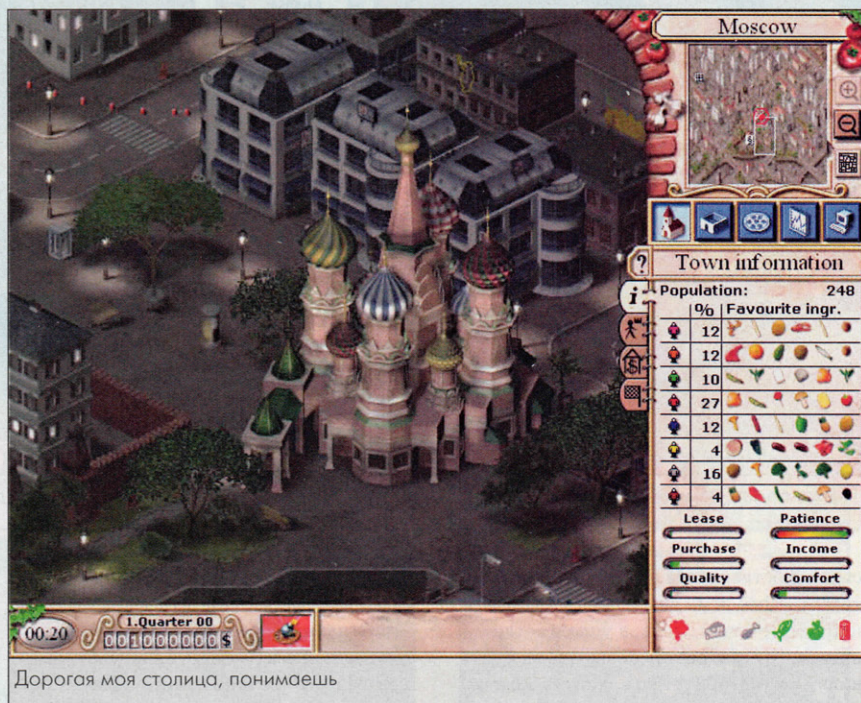 Moscow
?
Town information
i
Population: 248
% Favourite ingr.
12
12
10
27
12
4
16
4
Lease Patience
Purchase Income
Quality Comfort
00:20
1.Quarter 00
001000000$
Дорогая моя столица, понимаешь